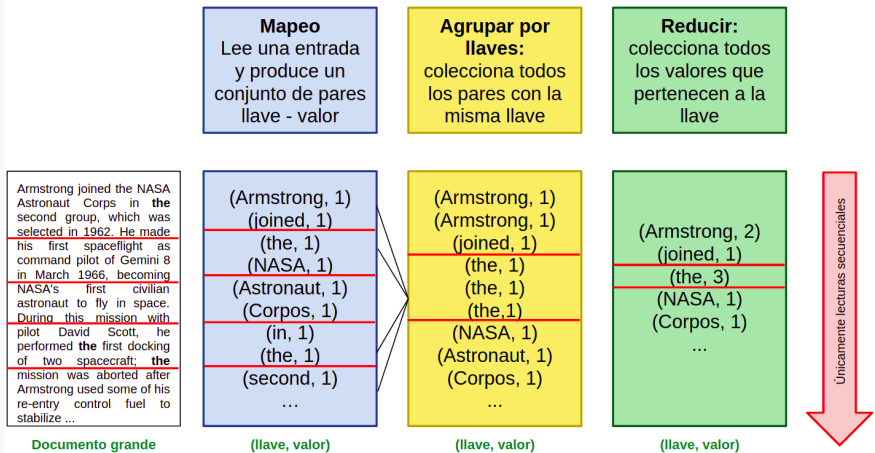 Mapeo
Lee una entrada
y produce un
conjunto de pares
llave - valor
Agrupar por
llaves:
colecciona todos
los pares con la
misma llave
Reducir:
colecciona todos
los valores que
pertenecen a la
llave
Armstrong joined the NASA
Astronaut Corps in the
second group, which was
selected in 1962. He made
his first spaceflight as
command pilot of Gemini 8
in March 1966, becoming
NASA's first civilian
astronaut to fly in space.
During this mission with
pilot David Scott, he
performed the first docking
of two spacecraft; the
mission was aborted after
Armstrong used some of his
re-entry control fuel to
stabilize ...
Documento grande
(Armstrong, 1)
(joined, 1)
(the, 1)
(NASA, 1)
(Astronaut, 1)
(Corpos, 1)
(in, 1)
(the, 1)
(second, 1)
...
(llave, valor)
(Armstrong, 1)
(Armstrong, 1)
(joined, 1)
(the, 1)
(the, 1)
(the,1)
(NASA, 1)
(Astronaut, 1)
(Corpos, 1)
...
(llave, valor)
(Armstrong, 2)
(joined, 1)
(the, 3)
(NASA, 1)
(Corpos, 1)
...
(llave, valor)
Únicamente lecturas secuenciales